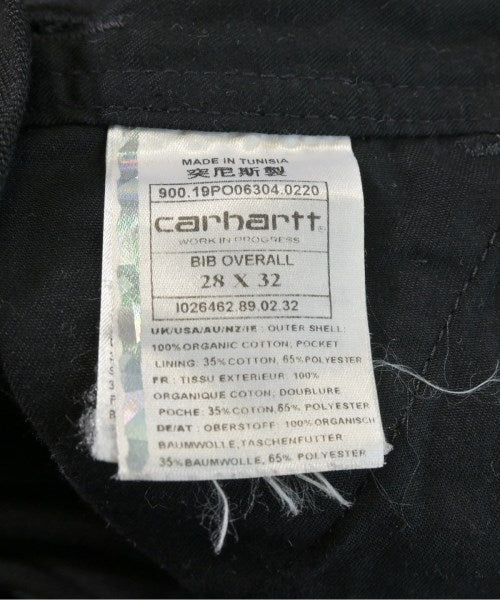 MADE IN TUNISIA
突尼斯製
900.19PO06304.0220
carhartt
WORK IN PROGRESS
BIB OVERALL
28 X 32
I026462.89.02.32
UK/USA/AU/NZ/IE : OUTER SHELL:
100% ORGANIC COTTON, POCKET
LINING: 35% COTTON, 65% POLYESTER
FR : TISSU EXTERIEUR: 100%
ORGANIQUE COTON, DOUBLURE
POCHE: 35% COTON, 65% POLYESTER
DE/AT : OBERSTOFF: 100% ORGANISCH
BAUMWOLLE, TASCHENFUTTER:
35% BAUMWOLLE, 65% POLYESTER